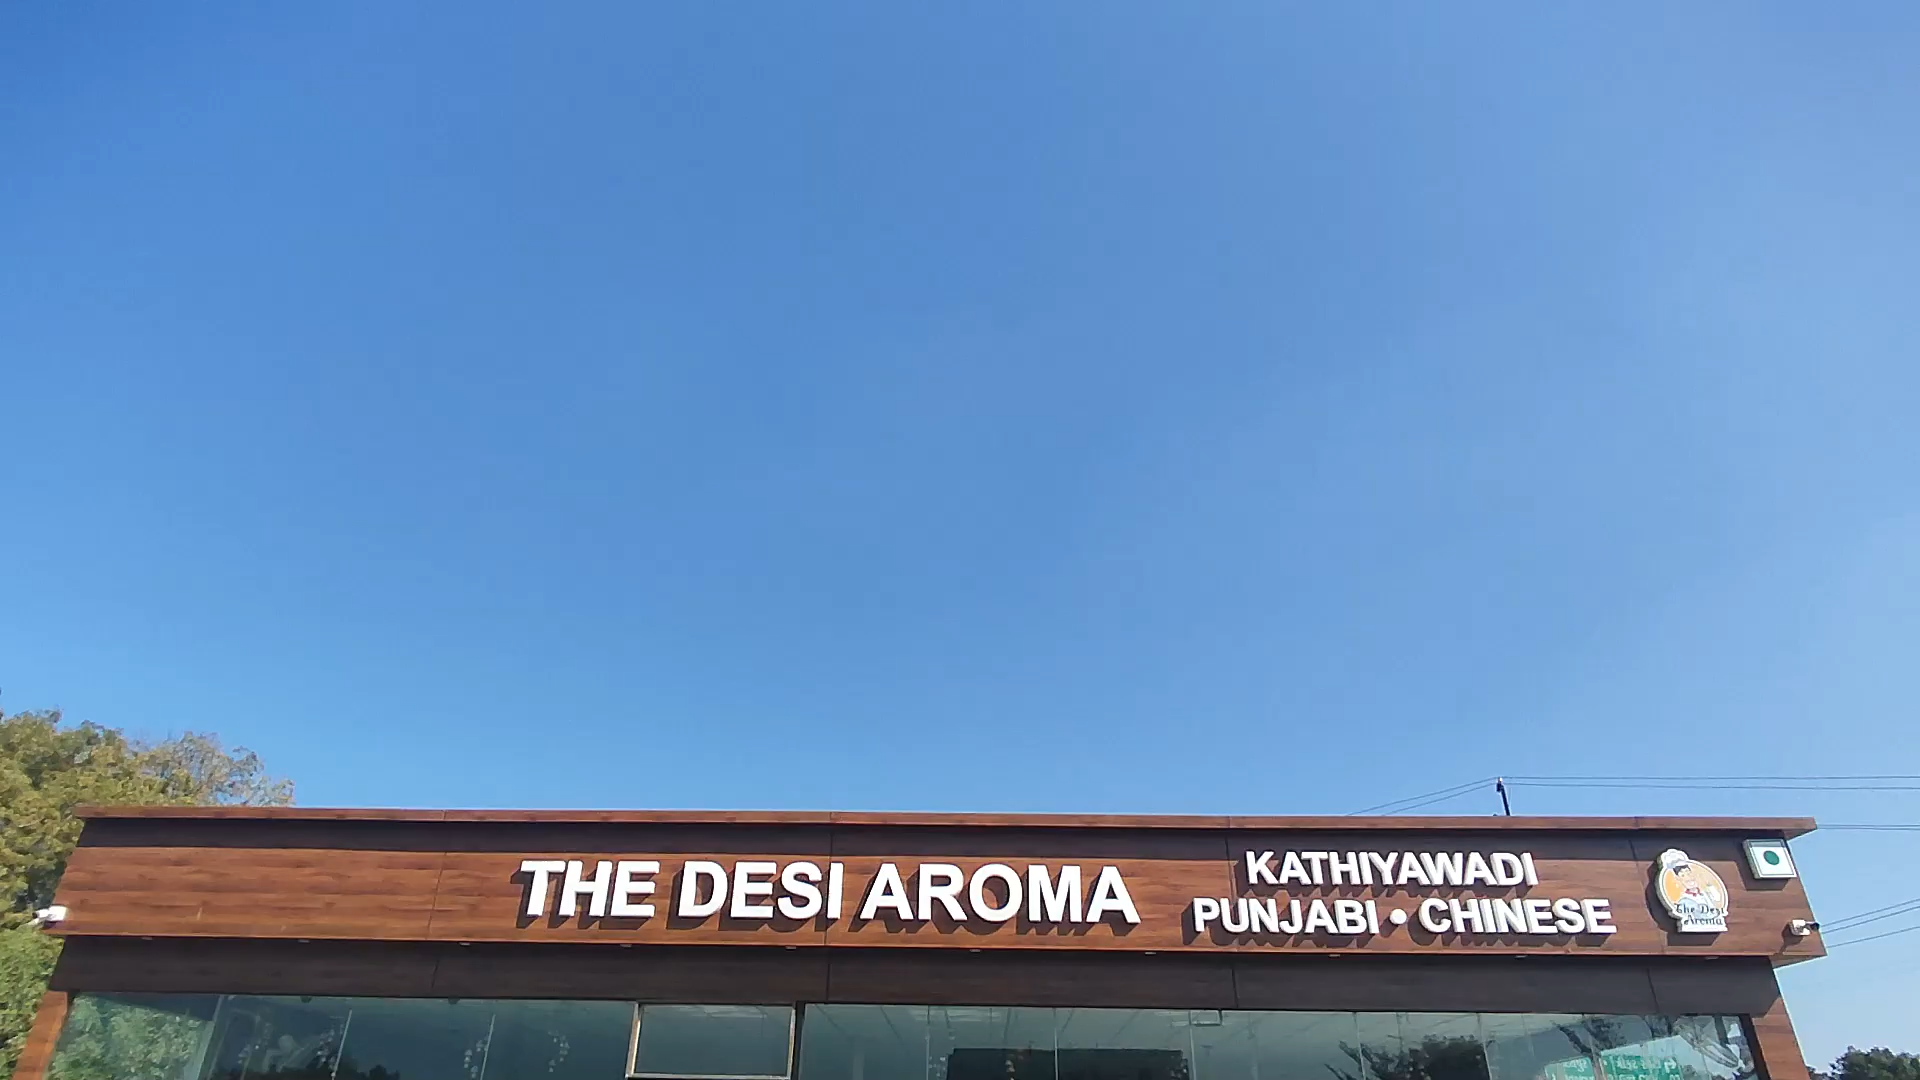 THE DESI AROMA
KATHIYAWADI
PUNJABI • CHINESE
The Desi
Aroma